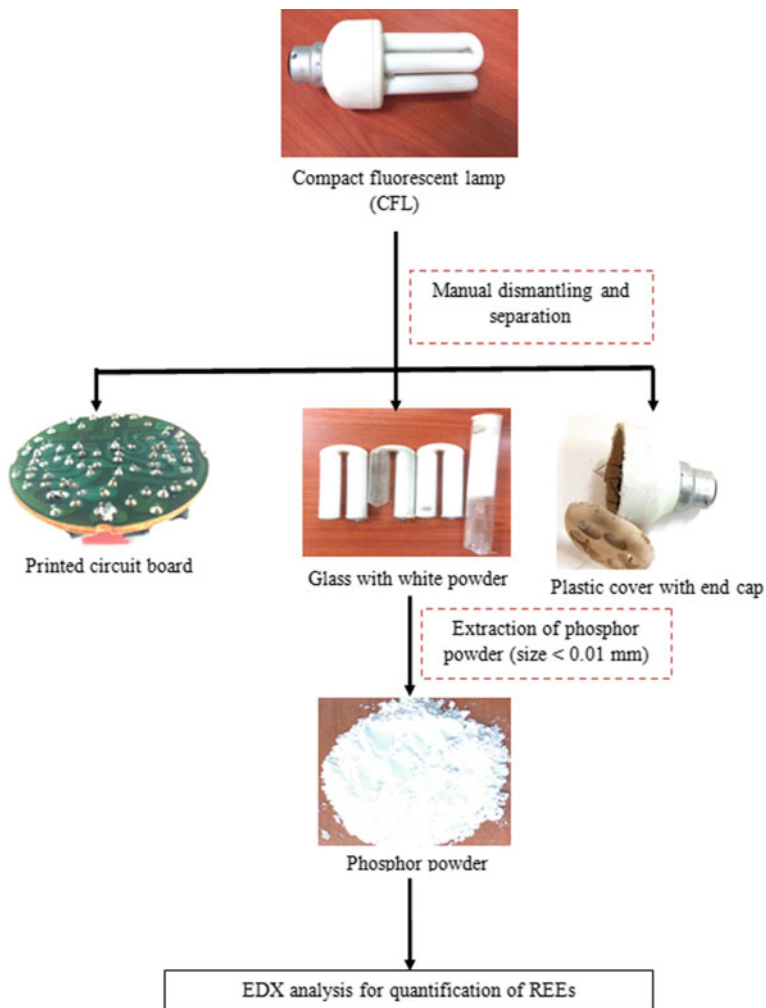 Compact fluorescent lamp
(CFL)
Manual dismantling and
separation
Printed circuit board
Glass with white powder
Plastic cover with end cap
Extraction of phosphor
powder (size < 0.01 mm)
Phosphor powder
EDX analysis for quantification of REEs